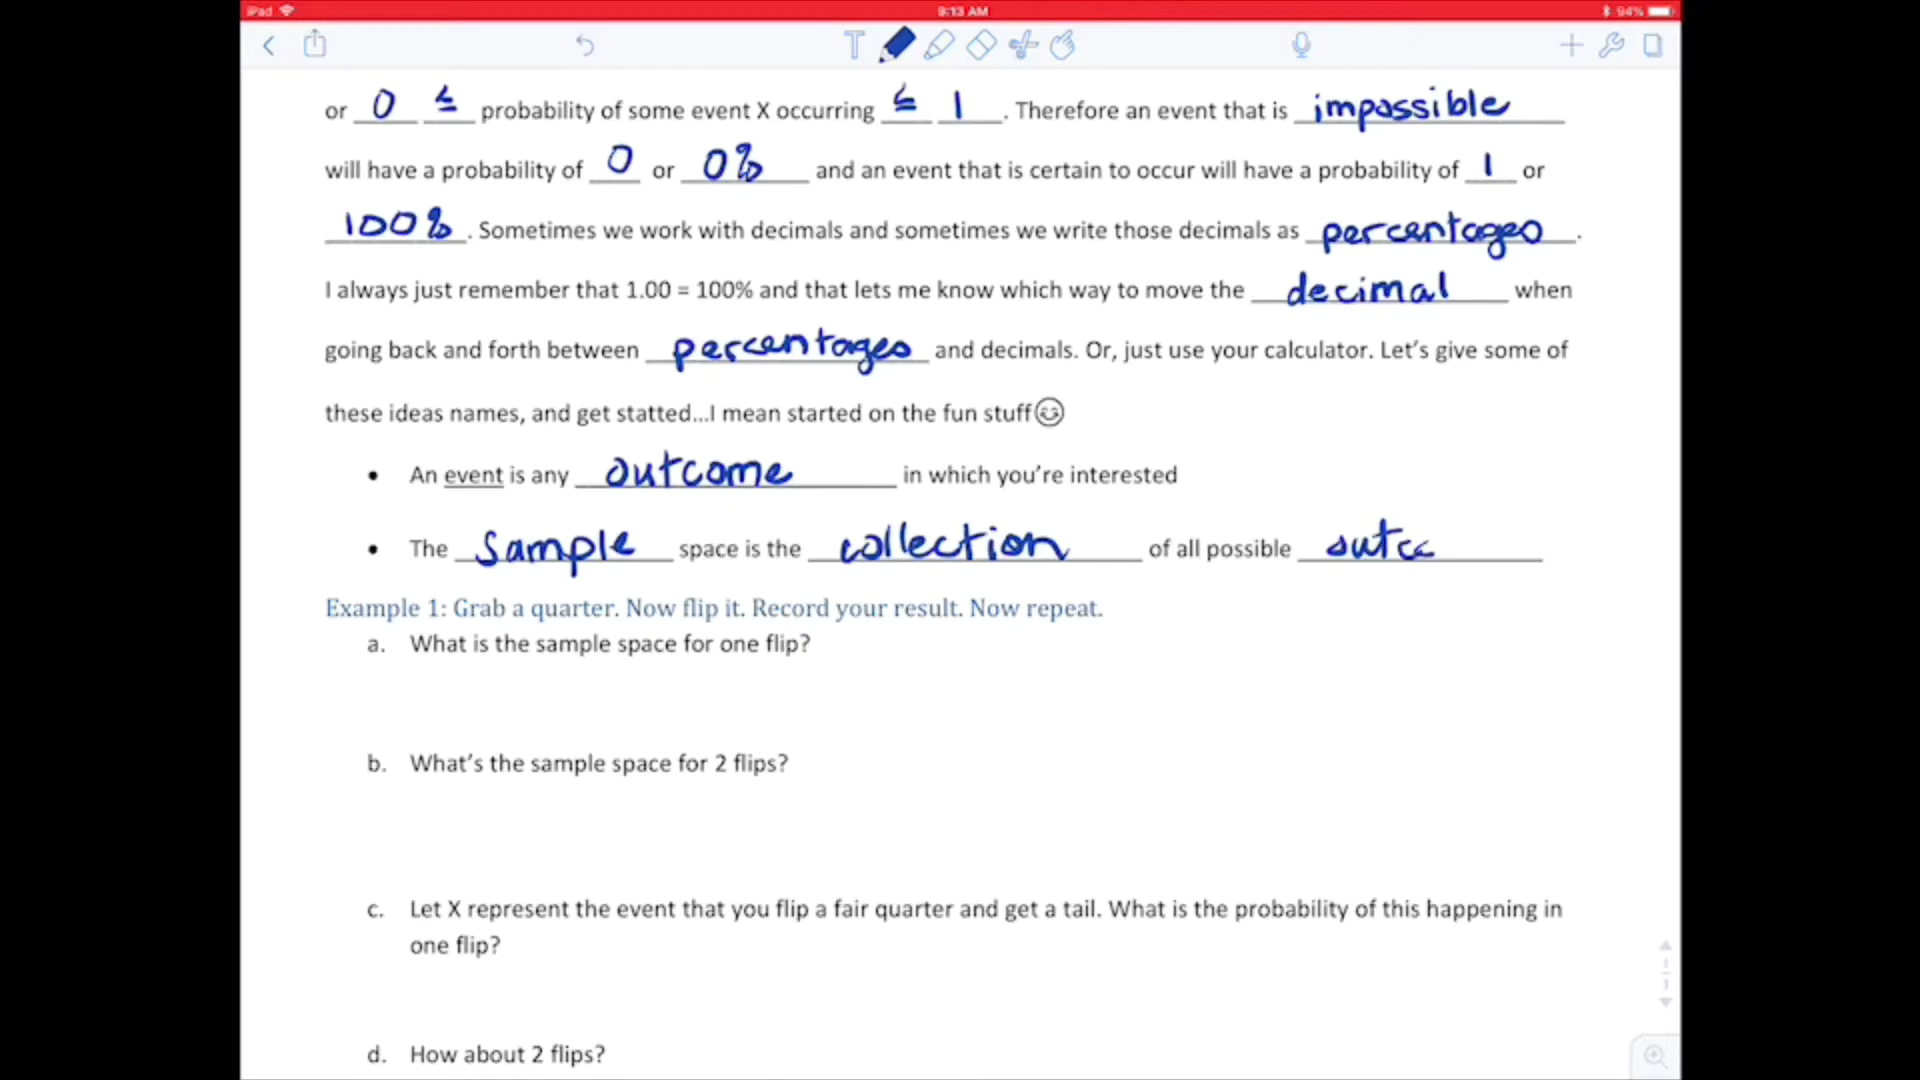 iPad 9:13 AM 94%
T
or 0 ≤ probability of some event X occurring ≤ 1. Therefore an event that is impossible
will have a probability of 0 or 0% and an event that is certain to occur will have a probability of 1 or
100%. Sometimes we work with decimals and sometimes we write those decimals as percentages.
I always just remember that 1.00 = 100% and that lets me know which way to move the decimal when
going back and forth between percentages and decimals. Or, just use your calculator. Let's give some of
these ideas names, and get statted...I mean started on the fun stuff☺
• An event is any outcome in which you're interested
• The sample space is the collection of all possible outcc
Example 1: Grab a quarter. Now flip it. Record your result. Now repeat.
a. What is the sample space for one flip?
b. What's the sample space for 2 flips?
c. Let X represent the event that you flip a fair quarter and get a tail. What is the probability of this happening in
one flip?
d. How about 2 flips?